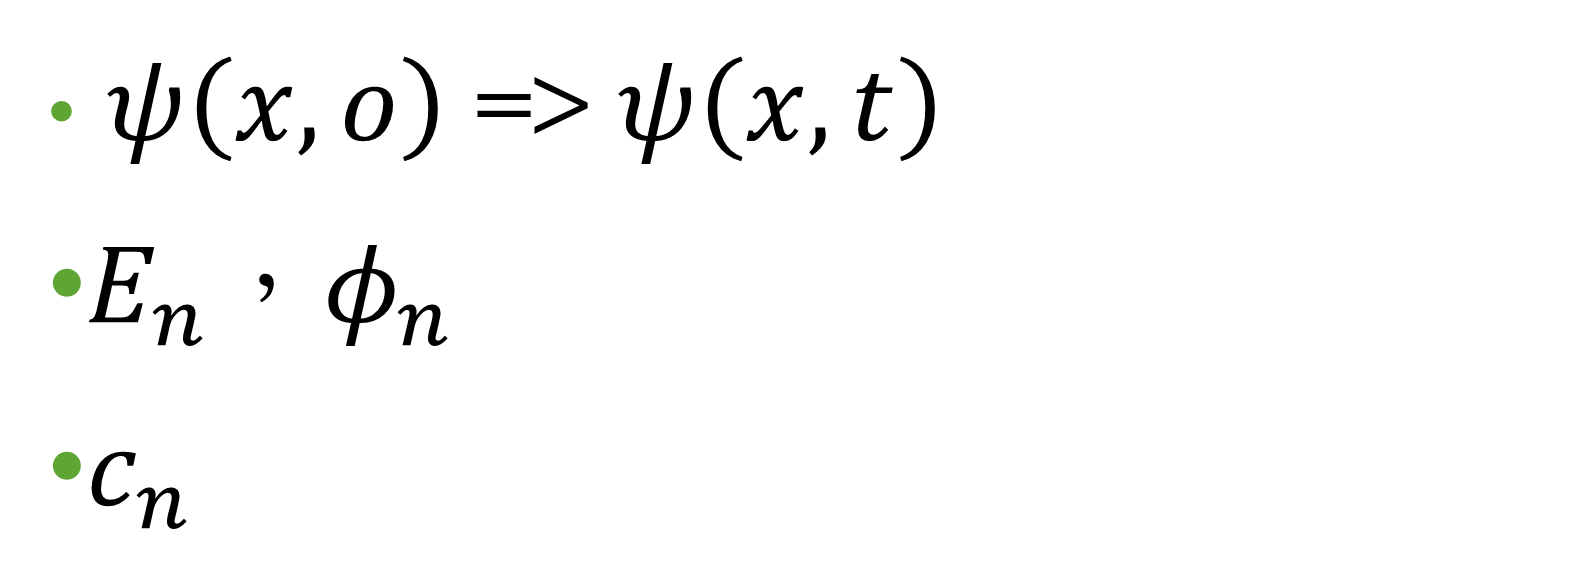 • ψ(x, o) => ψ(x, t)
• Eₙ , ϕₙ
• cₙ